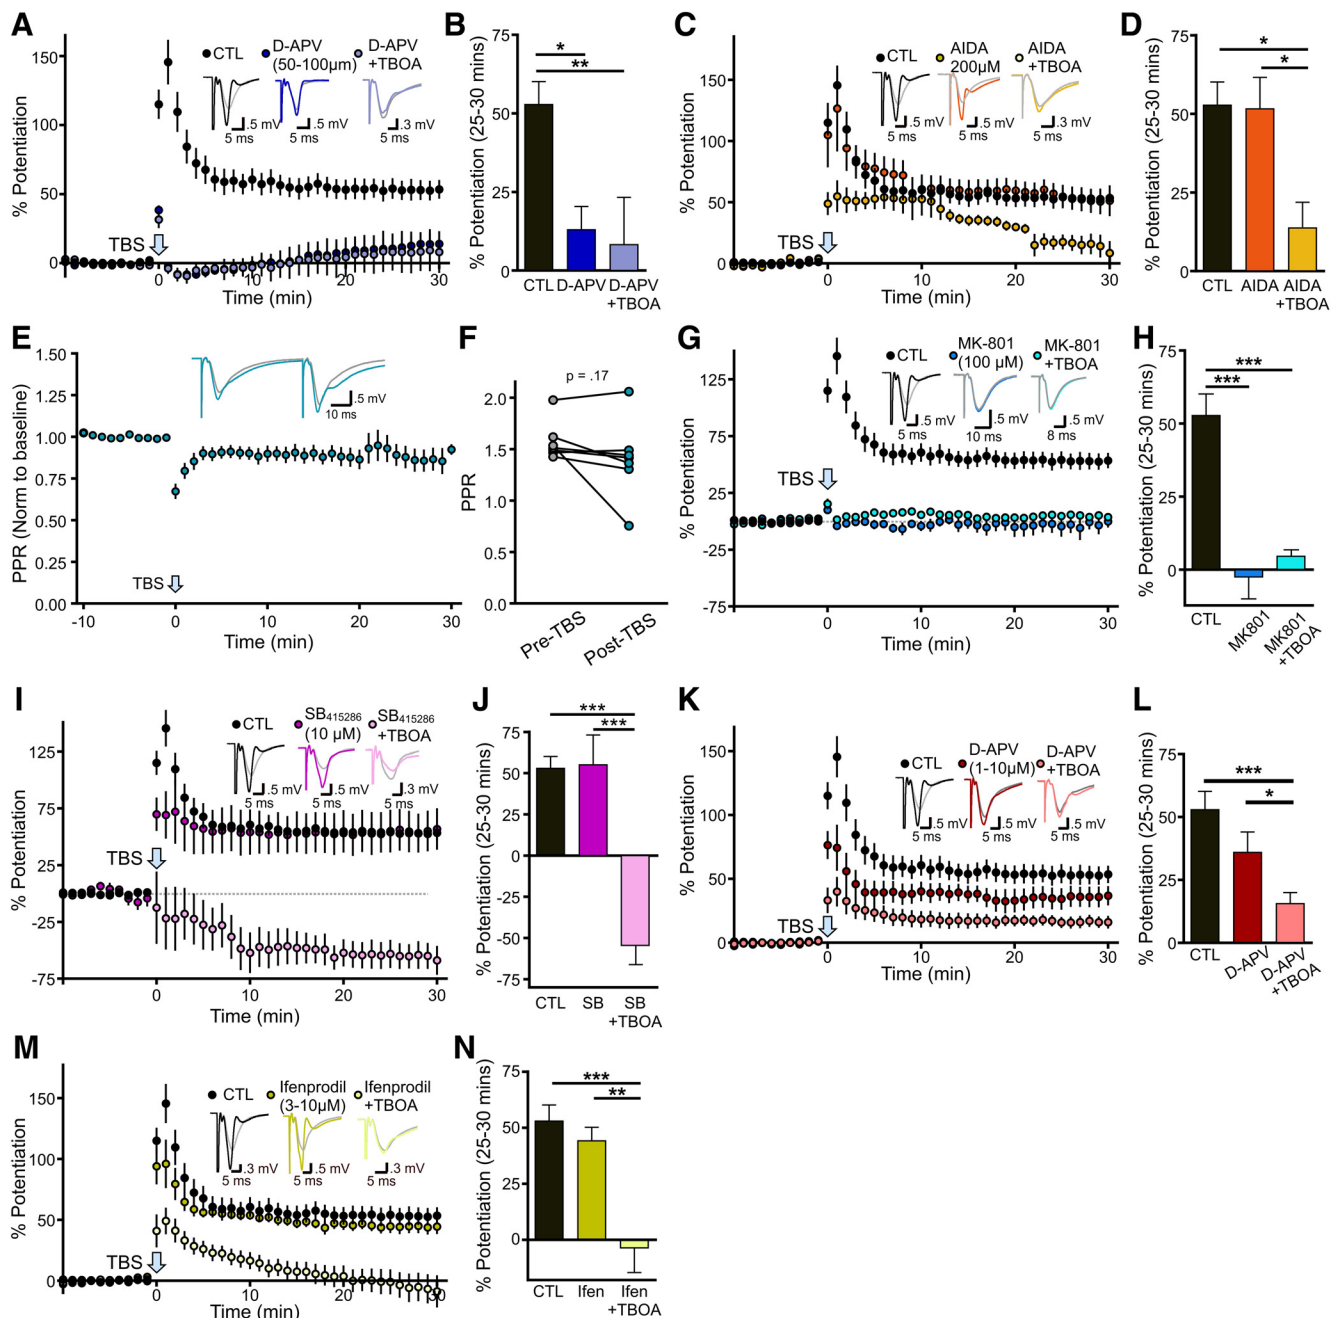 A
% Potentiation
150
100
50
0
CTL
D-APV
(50-100µm)
D-APV
+TBOA
.5 mV
5 ms
.5 mV
5 ms
.3 mV
5 ms
TBS
0
10
20
30
Time (min)
B
% Potentiation (25-30 mins)
75
50
25
0
*
**
CTL
D-APV
D-APV
+TBOA
C
% Potentiation
150
100
50
0
CTL
AIDA
200µM
AIDA
+TBOA
.5 mV
5 ms
.5 mV
5 ms
.3 mV
5 ms
TBS
0
10
20
30
Time (min)
D
% Potentiation (25-30 mins)
75
50
25
0
*
*
CTL
AIDA
AIDA
+TBOA
E
PPR (Norm to baseline)
1.50
1.25
1.00
0.75
0.50
0.25
0.00
.5 mV
10 ms
TBS
-10
0
10
20
30
Time (min)
F
PPR
2.0
1.5
1.0
0.5
0.0
p = .17
Pre-TBS
Post-TBS
G
% Potentiation
125
75
25
-25
-75
CTL
MK-801
(100 µM)
MK-801
+TBOA
.5 mV
5 ms
.5 mV
10 ms
.5 mV
8 ms
TBS
0
10
20
30
Time (min)
H
% Potentiation (25-30 mins)
75
50
25
0
***
***
CTL
MK801
MK801
+TBOA
I
% Potentiation
125
75
25
-25
-75
CTL
SB415286
(10 µM)
SB415286
+TBOA
.5 mV
5 ms
.5 mV
5 ms
.3 mV
5 ms
TBS
0
10
20
30
Time (min)
J
% Potentiation (25-30 mins)
75
50
25
0
-25
-50
-75
***
***
CTL
SB
SB
+TBOA
K
% Potentiation
150
100
50
0
CTL
D-APV
(1-10µM)
D-APV
+TBOA
.5 mV
5 ms
.5 mV
5 ms
.5 mV
5 ms
TBS
0
10
20
30
Time (min)
L
% Potentiation (25-30 mins)
75
50
25
0
***
*
CTL
D-APV
D-APV
+TBOA
M
% Potentiation
150
100
50
0
CTL
Ifenprodil
(3-10µM)
Ifenprodil
+TBOA
.3 mV
5 ms
.5 mV
5 ms
.3 mV
5 ms
TBS
0
10
20
30
Time (min)
N
% Potentiation (25-30 mins)
75
50
25
0
***
**
CTL
Ifen
Ifen
+TBOA